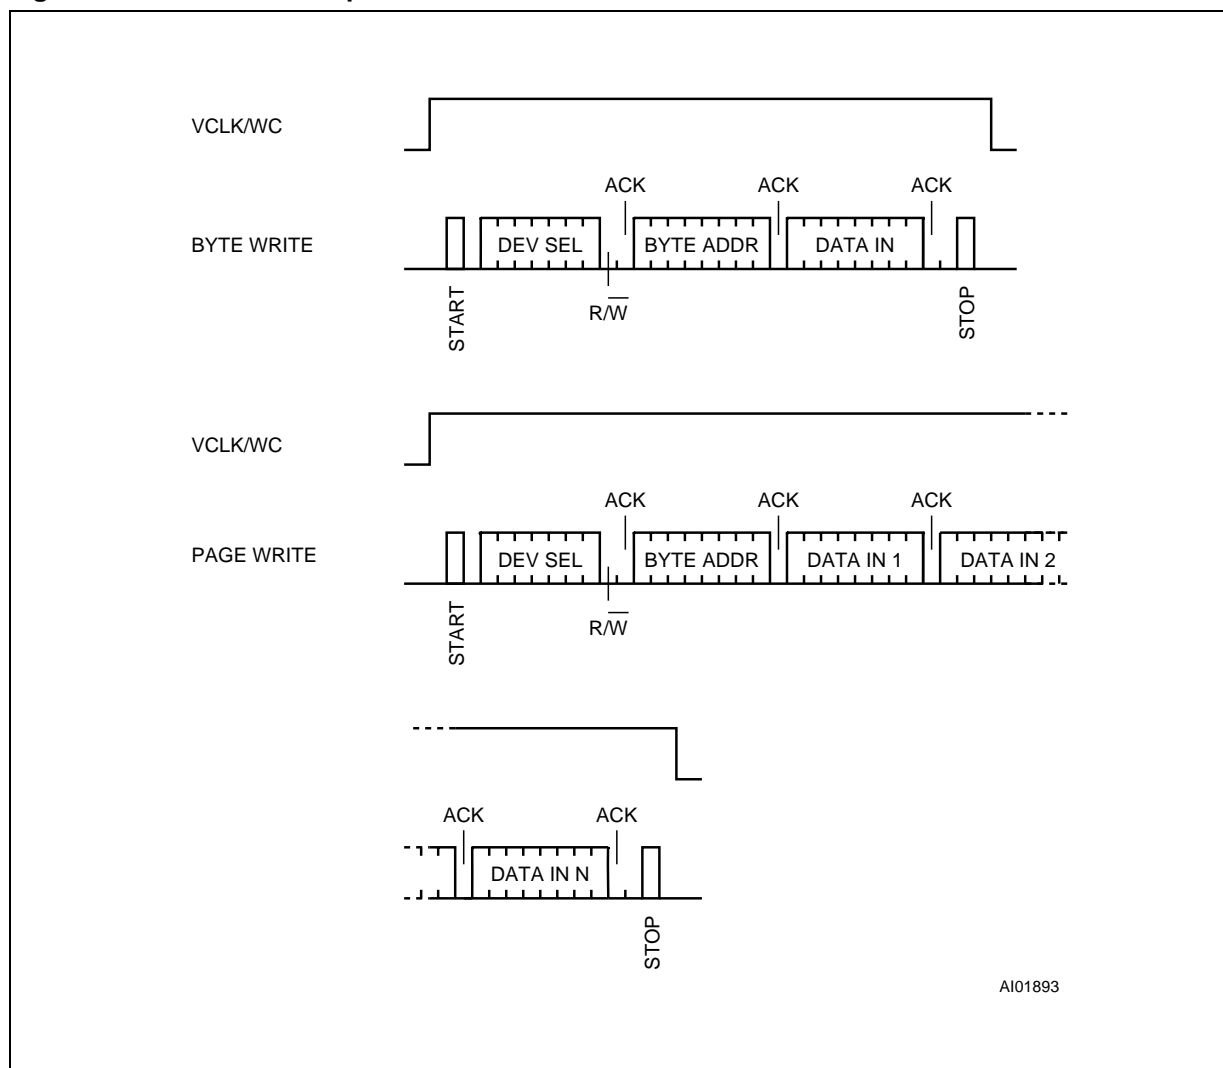 VCLK/WC
ACK ACK ACK
BYTE WRITE DEV SEL BYTE ADDR DATA IN
START R/W̅ STOP
VCLK/WC
ACK ACK ACK
PAGE WRITE DEV SEL BYTE ADDR DATA IN 1 DATA IN 2
START R/W̅
ACK ACK
DATA IN N
STOP
AI01893